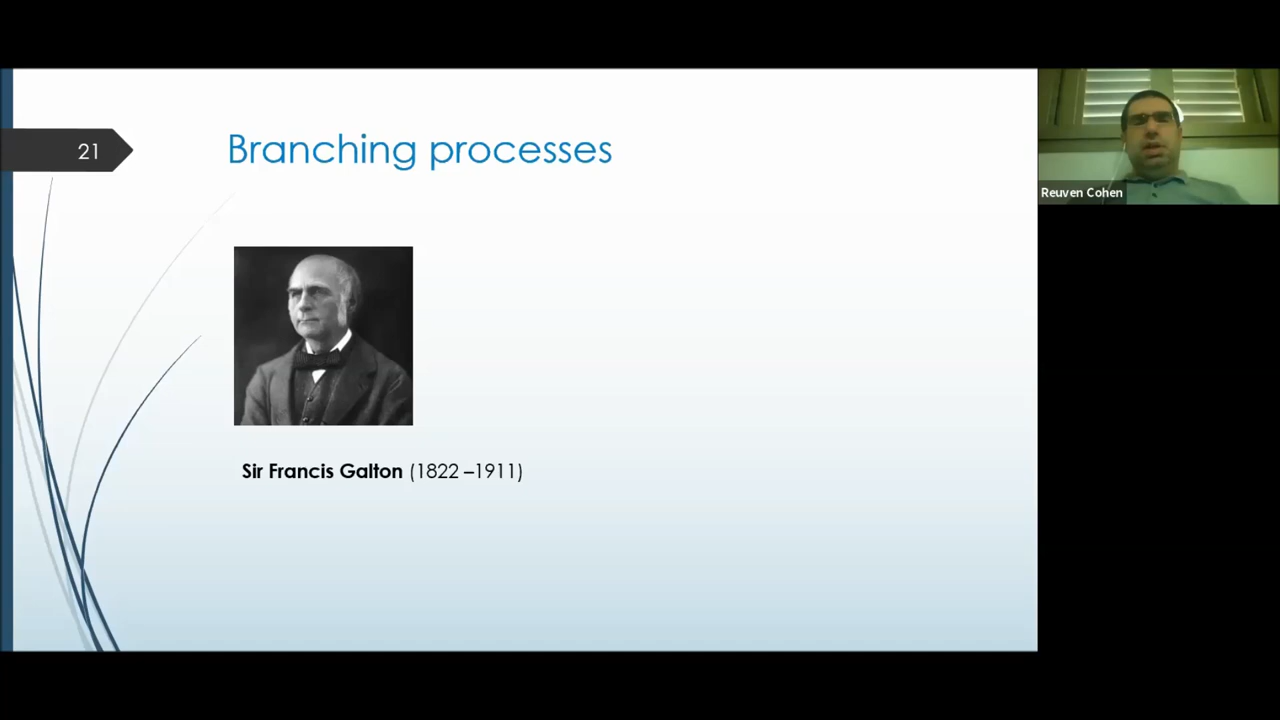 21
Branching processes
Sir Francis Galton (1822 –1911)
Reuven Cohen